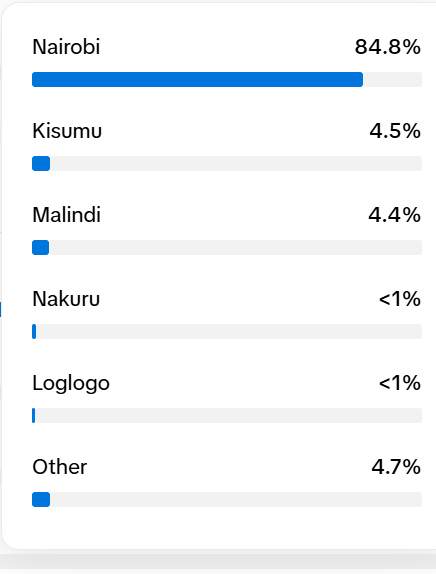 Nairobi 84.8%
Kisumu 4.5%
Malindi 4.4%
Nakuru <1%
Loglogo <1%
Other 4.7%